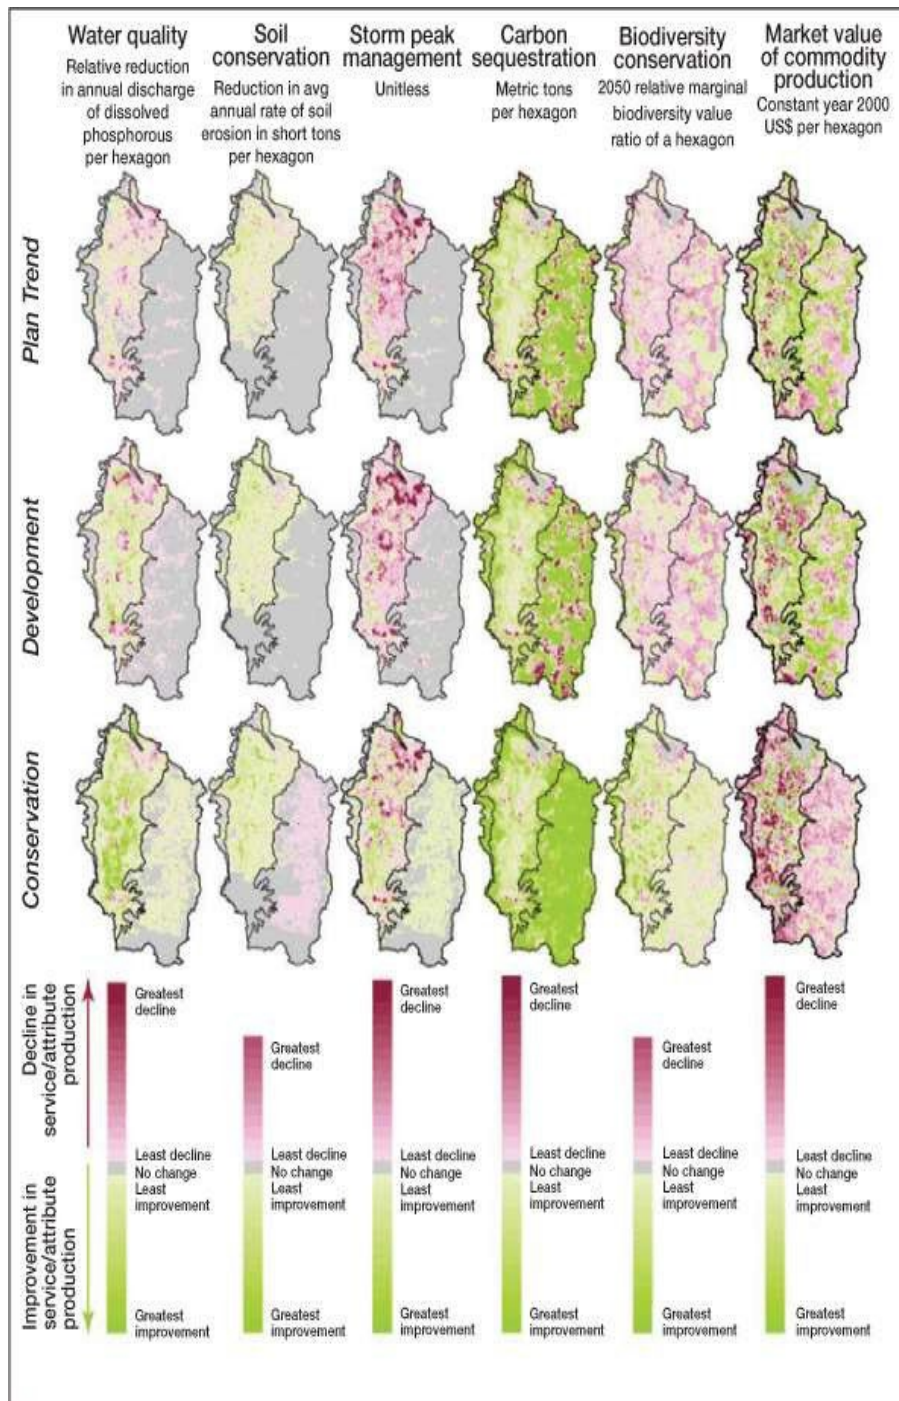 Water quality
Relative reduction
in annual discharge
of dissolved
phosphorous
per hexagon
Soil
conservation
Reduction in avg
annual rate of soil
erosion in short tons
per hexagon
Storm peak
management
Unitless
Carbon
sequestration
Metric tons
per hexagon
Biodiversity
conservation
2050 relative marginal
biodiversity value
ratio of a hexagon
Market value
of commodity
production
Constant year 2000
US$ per hexagon
Plan Trend
Development
Conservation
Decline in
service/attribute
production
Improvement in
service/attribute
production
Greatest
decline
Least decline
No change
Least
improvement
Greatest
improvement
Greatest
decline
Least decline
No change
Least
improvement
Greatest
improvement
Greatest
decline
Least decline
No change
Least
improvement
Greatest
improvement
Greatest
decline
Least decline
No change
Least
improvement
Greatest
improvement
Greatest
decline
Least decline
No change
Least
improvement
Greatest
improvement
Greatest
decline
Least decline
No change
Least
improvement
Greatest
improvement